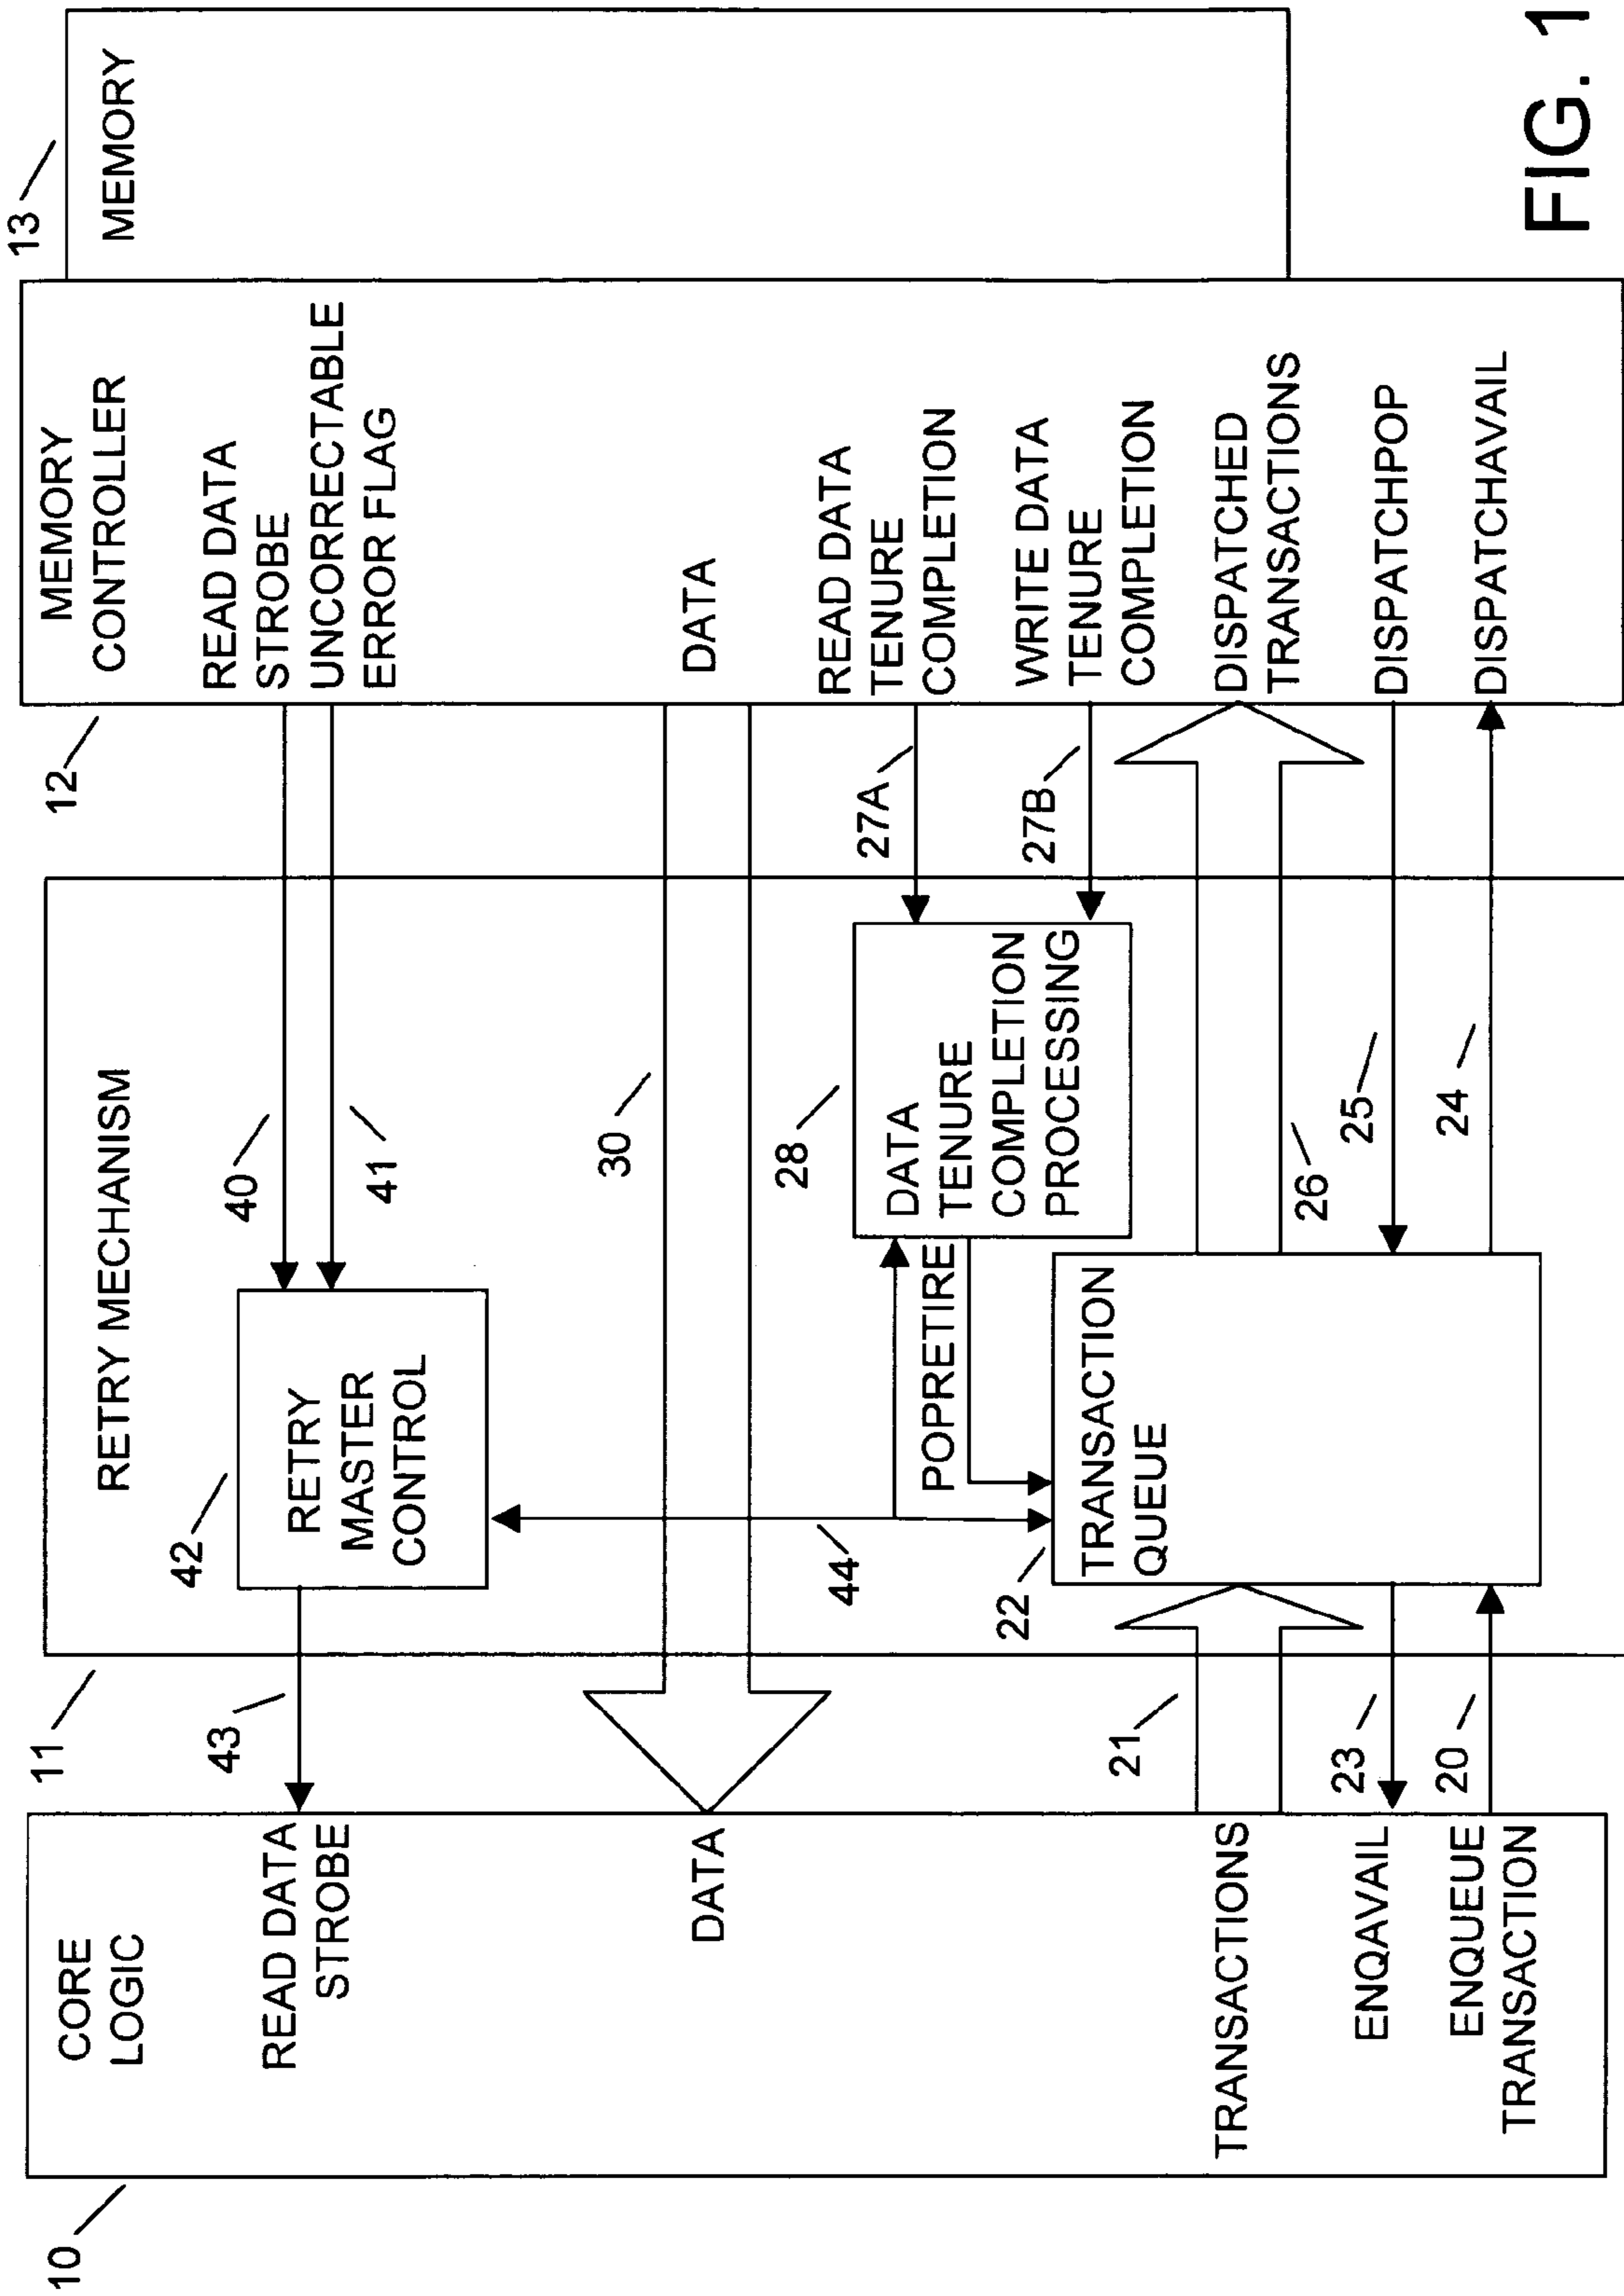 10
CORE
LOGIC
READ DATA
STROBE
DATA
TRANSACTIONS
ENQAVAIL
ENQUEUE
TRANSACTION
11
43
21
23
20
RETRY MECHANISM
42
RETRY
MASTER
CONTROL
40
41
30
44
28
DATA
TENURE
COMPLETION
PROCESSING
POPRETIRE
22
TRANSACTION
QUEUE
26
25
24
12
27A
27B
MEMORY
CONTROLLER
READ DATA
STROBE
UNCORRECTABLE
ERROR FLAG
DATA
READ DATA
TENURE
COMPLETION
WRITE DATA
TENURE
COMPLETION
DISPATCHED
TRANSACTIONS
DISPATCHPOP
DISPATCHAVAIL
13
MEMORY
FIG. 1